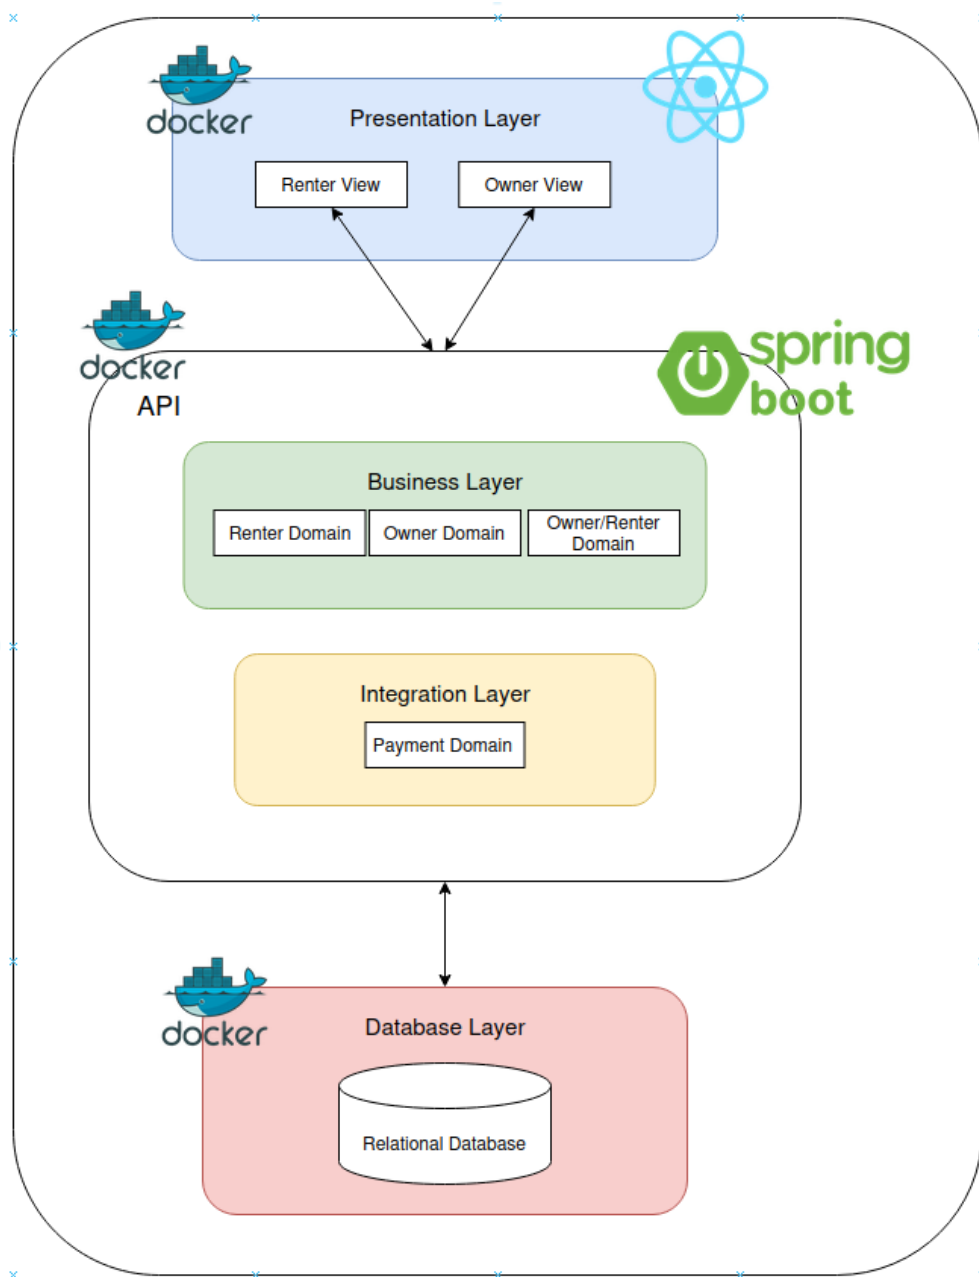 docker
Presentation Layer
Renter View
Owner View
docker
API
spring
boot
Business Layer
Renter Domain
Owner Domain
Owner/Renter
Domain
Integration Layer
Payment Domain
docker
Database Layer
Relational Database